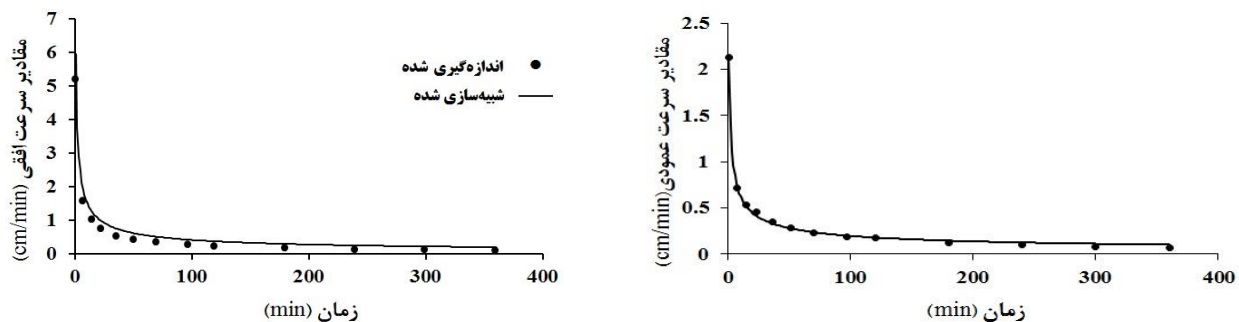 7
6
5
4
3
2
1
0
0 100 200 300 400
مقادیر سرعت افقی (cm/min)
زمان (min)
اندازه‌گیری شده
شبیه‌سازی شده
2.5
2
1.5
1
0.5
0
0 100 200 300 400
مقادیر سرعت عمودی(cm/min)
زمان (min)